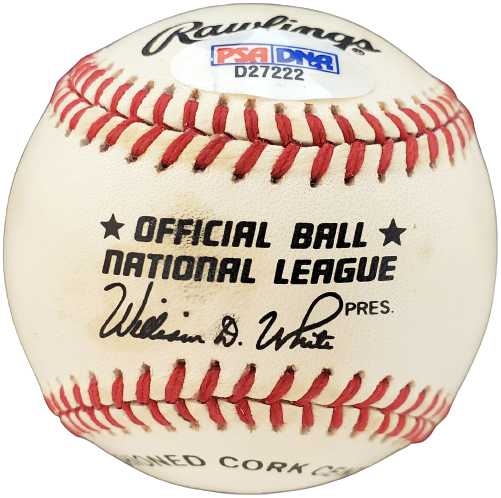 Rawlings
PSA DNA
D27222
★ OFFICIAL BALL ★
NATIONAL LEAGUE
William D. White PRES.
CORK